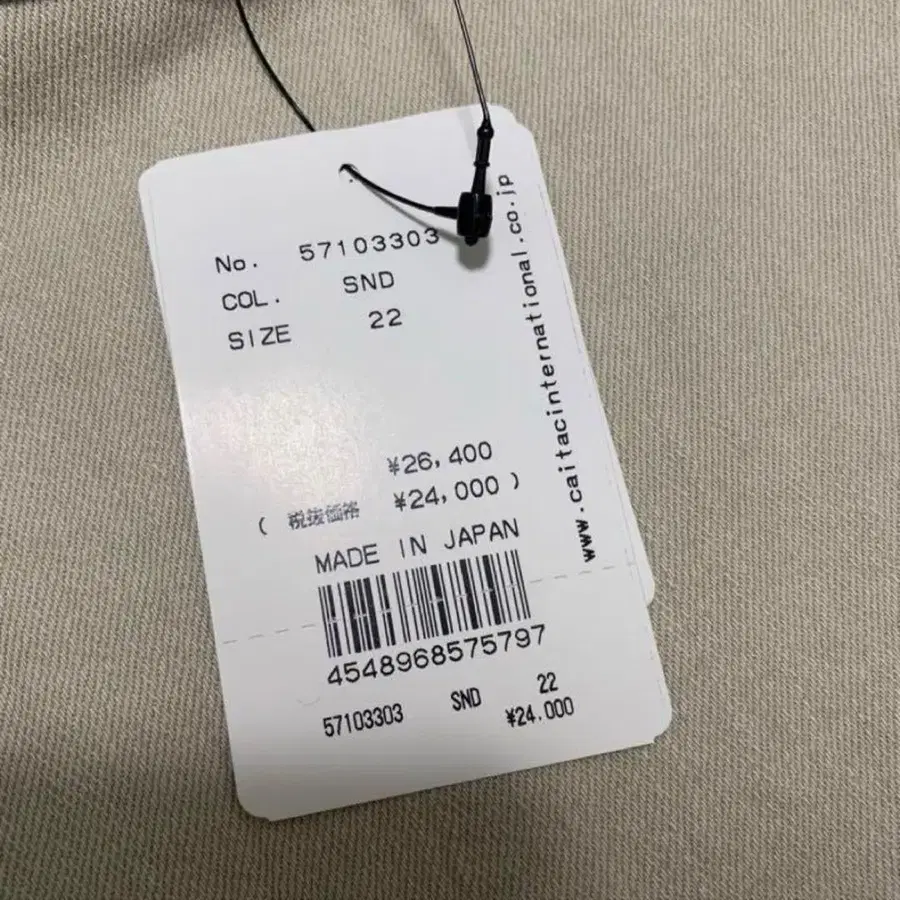 No. 57103303
COL. SND
SIZE 22
¥26,400
( 税抜価格 ¥24,000 )
MADE IN JAPAN
4548968575797
57103303 SND 22
¥24.000
www.caitacinternational.co.jp